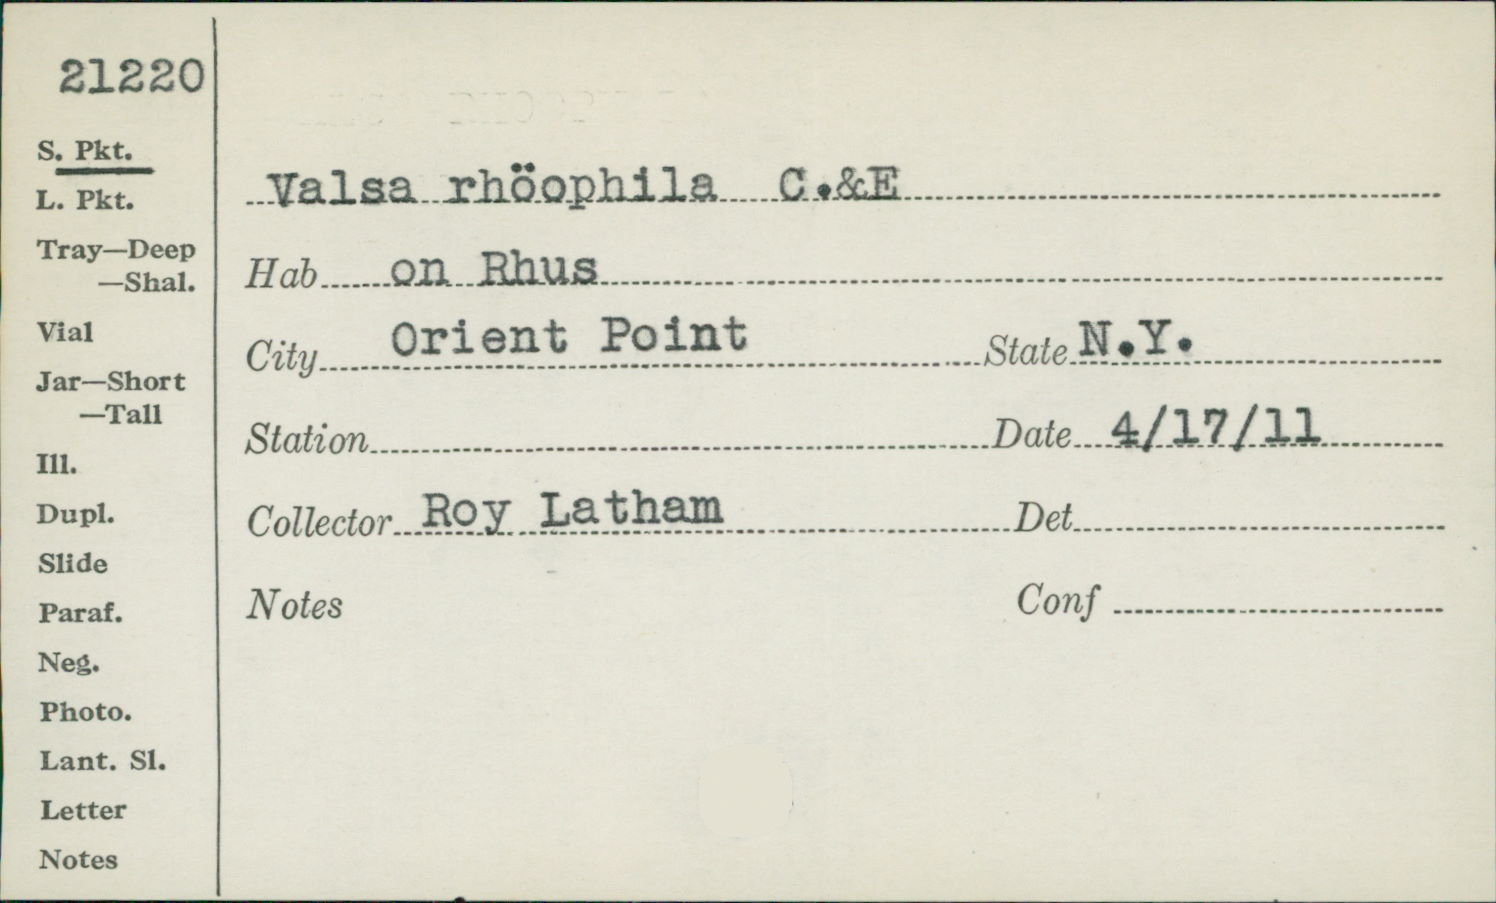 21220
S. Pkt.
L. Pkt.
Tray—Deep
—Shal.
Vial
Jar—Short
—Tall
Ill.
Dupl.
Slide
Paraf.
Neg.
Photo.
Lant. Sl.
Letter
Notes
Valsa rhöophila C.&E
Hab on Rhus
City Orient Point State N.Y.
Station Date 4/17/11
Collector Roy Latham Det
Notes Conf